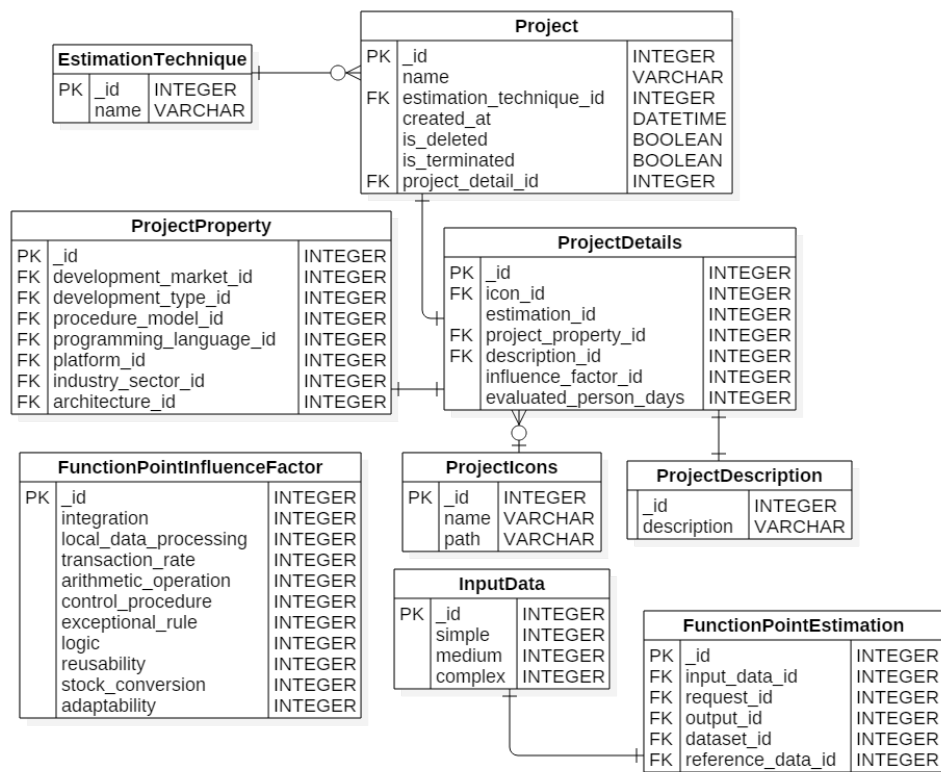 Project
PK _id INTEGER
name VARCHAR
FK estimation_technique_id INTEGER
created_at DATETIME
is_deleted BOOLEAN
is_terminated BOOLEAN
FK project_detail_id INTEGER
EstimationTechnique
PK _id INTEGER
name VARCHAR
ProjectProperty
PK _id INTEGER
FK development_market_id INTEGER
FK development_type_id INTEGER
FK procedure_model_id INTEGER
FK programming_language_id INTEGER
FK platform_id INTEGER
FK industry_sector_id INTEGER
FK architecture_id INTEGER
ProjectDetails
PK _id INTEGER
FK icon_id INTEGER
estimation_id INTEGER
FK project_property_id INTEGER
FK description_id INTEGER
influence_factor_id INTEGER
evaluated_person_days INTEGER
FunctionPointInfluenceFactor
PK _id INTEGER
integration INTEGER
local_data_processing INTEGER
transaction_rate INTEGER
arithmetic_operation INTEGER
control_procedure INTEGER
exceptional_rule INTEGER
logic INTEGER
reusability INTEGER
stock_conversion INTEGER
adaptability INTEGER
ProjectIcons
PK _id INTEGER
name VARCHAR
path VARCHAR
ProjectDescription
_id INTEGER
description VARCHAR
InputData
PK _id INTEGER
simple INTEGER
medium INTEGER
complex INTEGER
FunctionPointEstimation
PK _id INTEGER
FK input_data_id INTEGER
FK request_id INTEGER
FK output_id INTEGER
FK dataset_id INTEGER
FK reference_data_id INTEGER